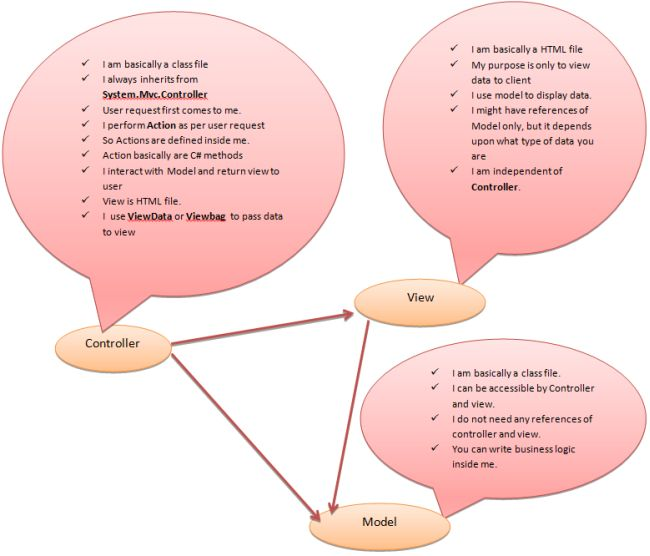 I am basically a class file
I always inherits from
System.Mvc.Controller
User request first comes to me.
I perform Action as per user request
So Actions are defined inside me.
Action basically are C# methods
I interact with Model and return view to
user
View is HTML file.
I use ViewData or Viewbag to pass data
to view
I am basically a HTML file
My purpose is only to view
data to client
I use model to display data.
I might have references of
Model only, but it depends
upon what type of data you
are
I am independent of
Controller.
View
Controller
I am basically a class file.
I can be accessible by Controller
and view.
I do not need any references of
controller and view.
You can write business logic
inside me.
Model